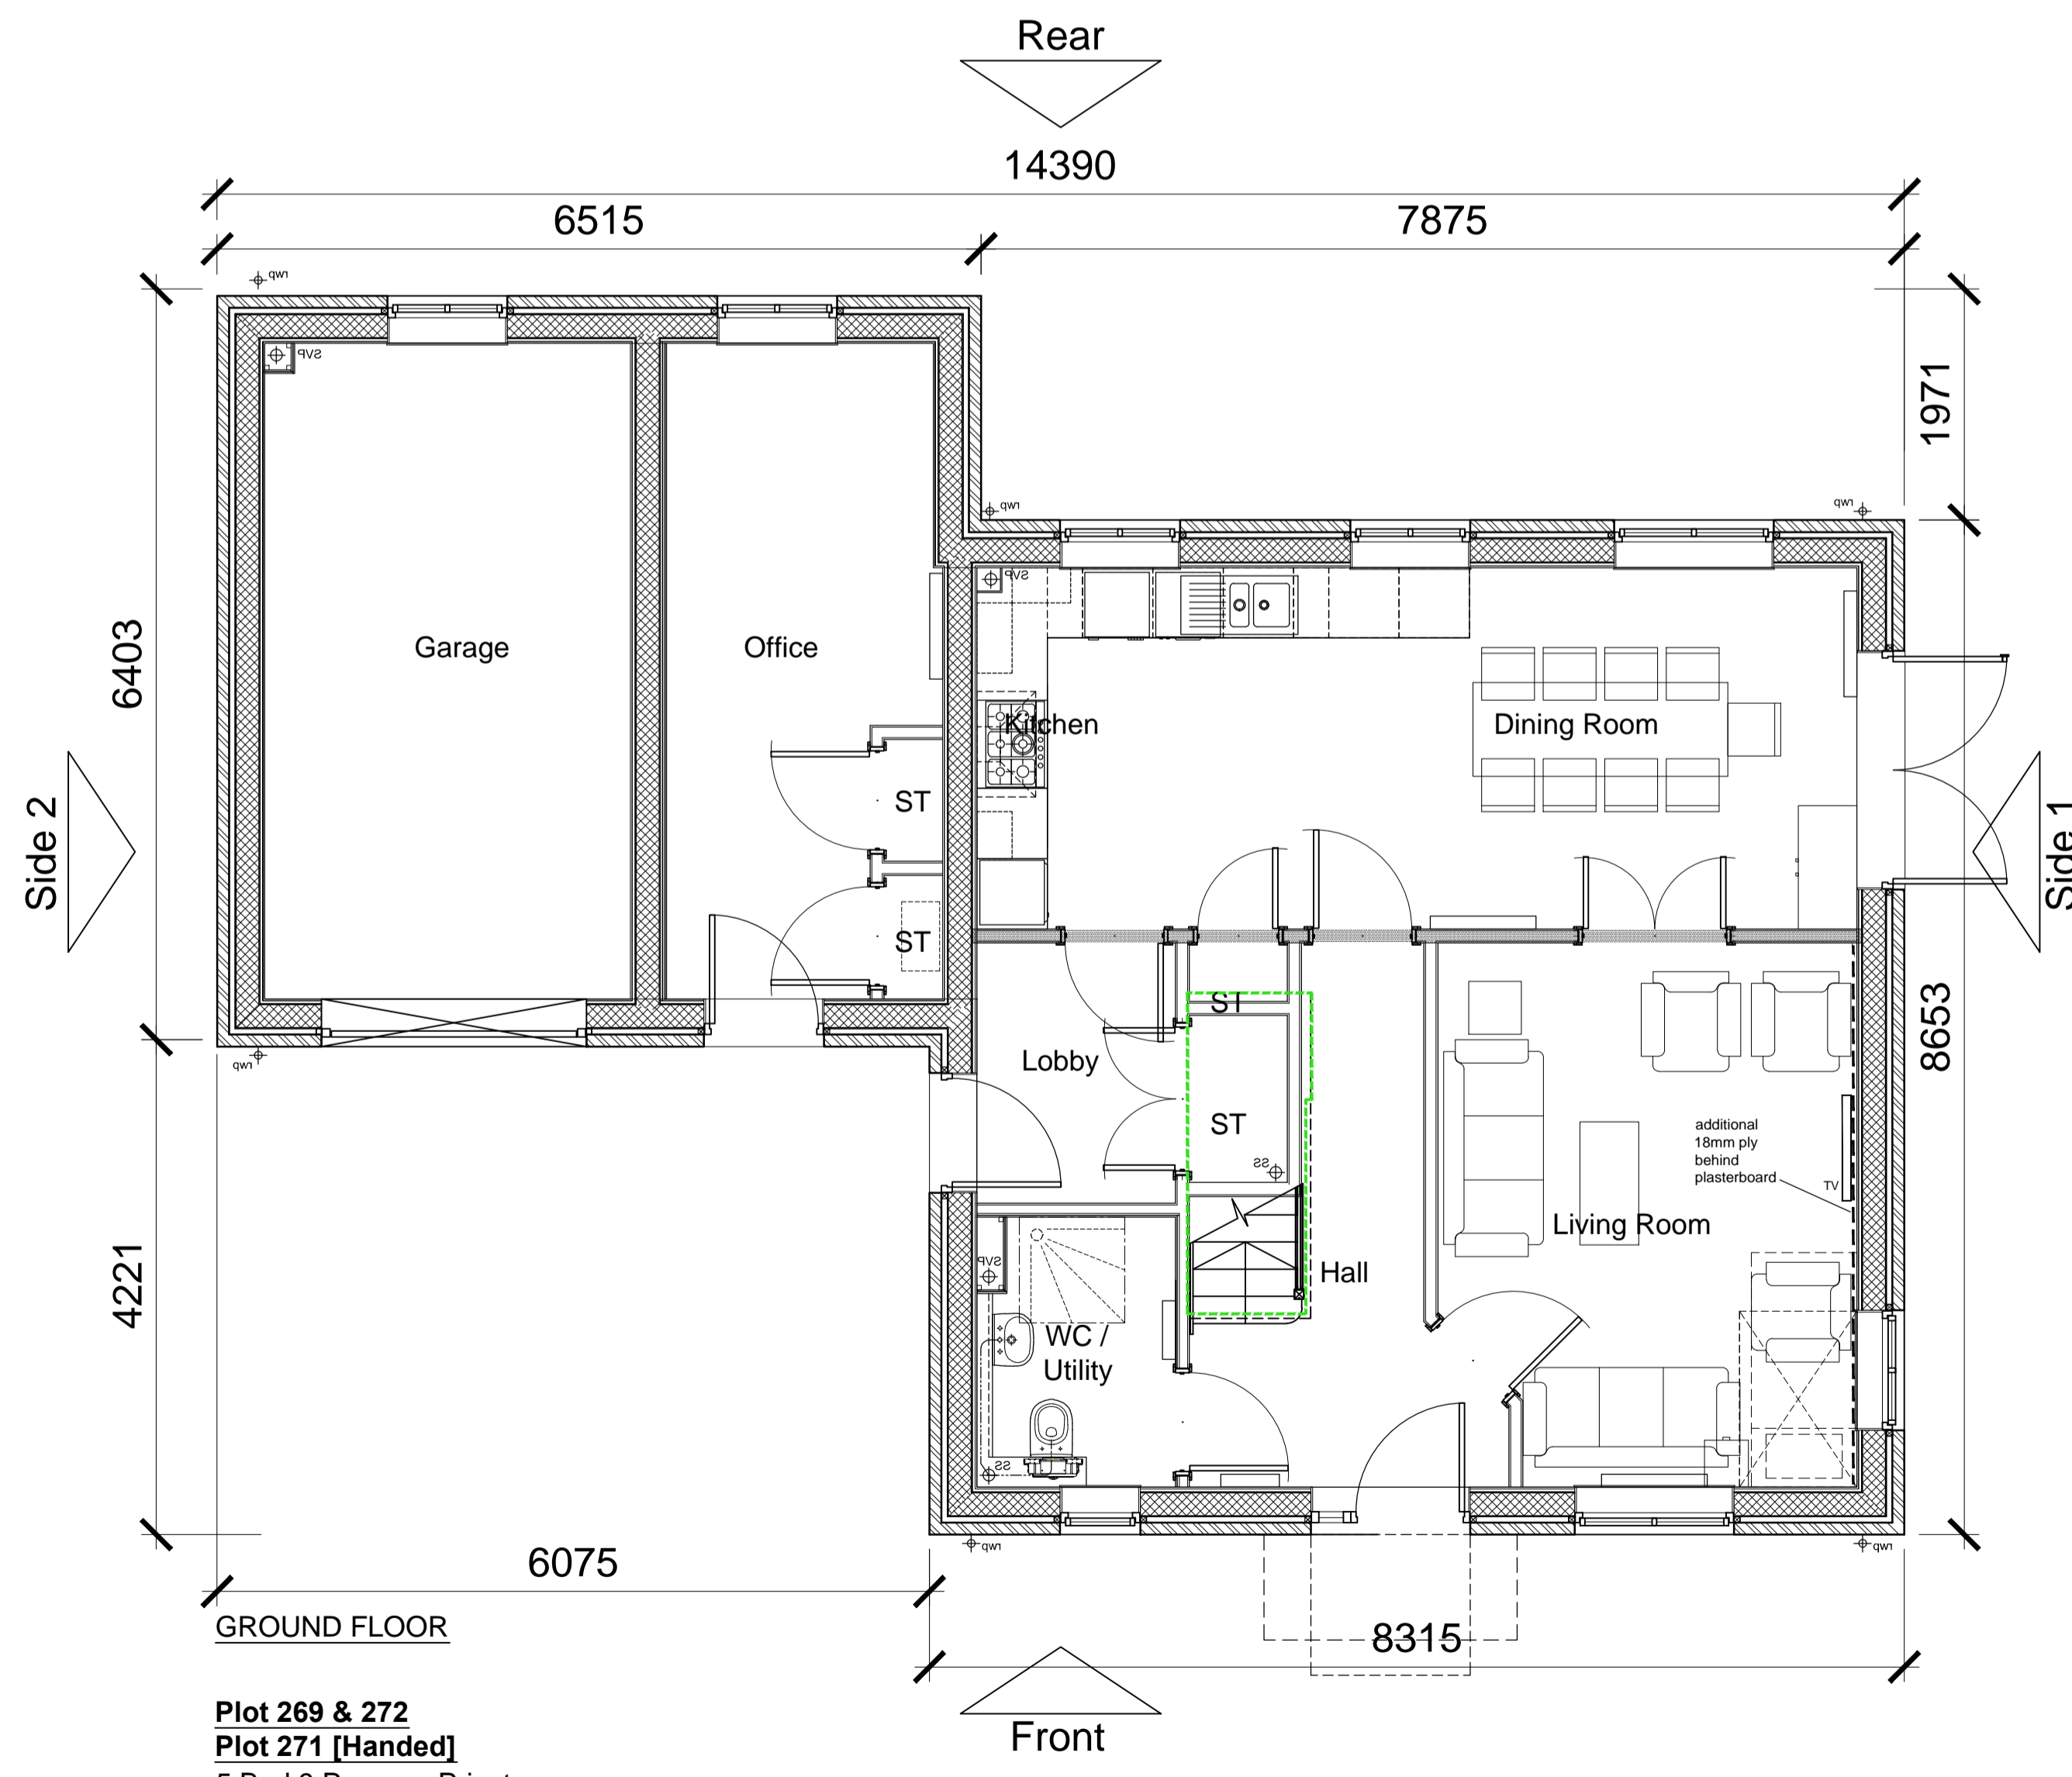 Rear
14390
6515
7875
rwp
SVP
1971
6403
Garage
Office
rwp
rwp
SVP
Kitchen
Dining Room
Side 2
Side 1
ST
ST
ST
rwp
Lobby
ST
SS
8653
additional
18mm ply
behind
plasterboard
TV
Living Room
4221
SVP
Hall
WC /
Utility
SS
rwp
rwp
6075
8315
GROUND FLOOR
Front
Plot 269 & 272
Plot 271 [Handed]